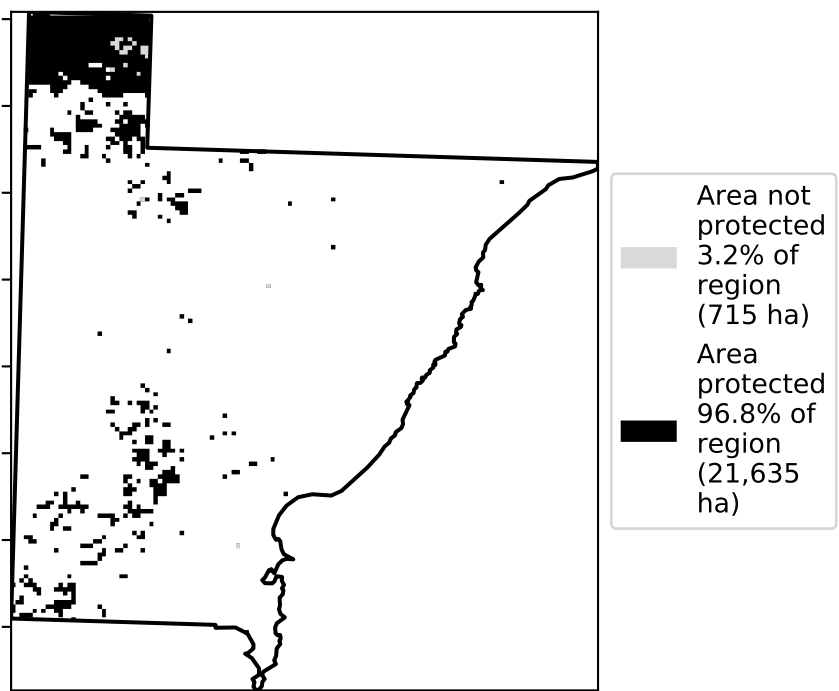 Area not
protected
3.2% of
region
(715 ha)
Area
protected
96.8% of
region
(21,635
ha)